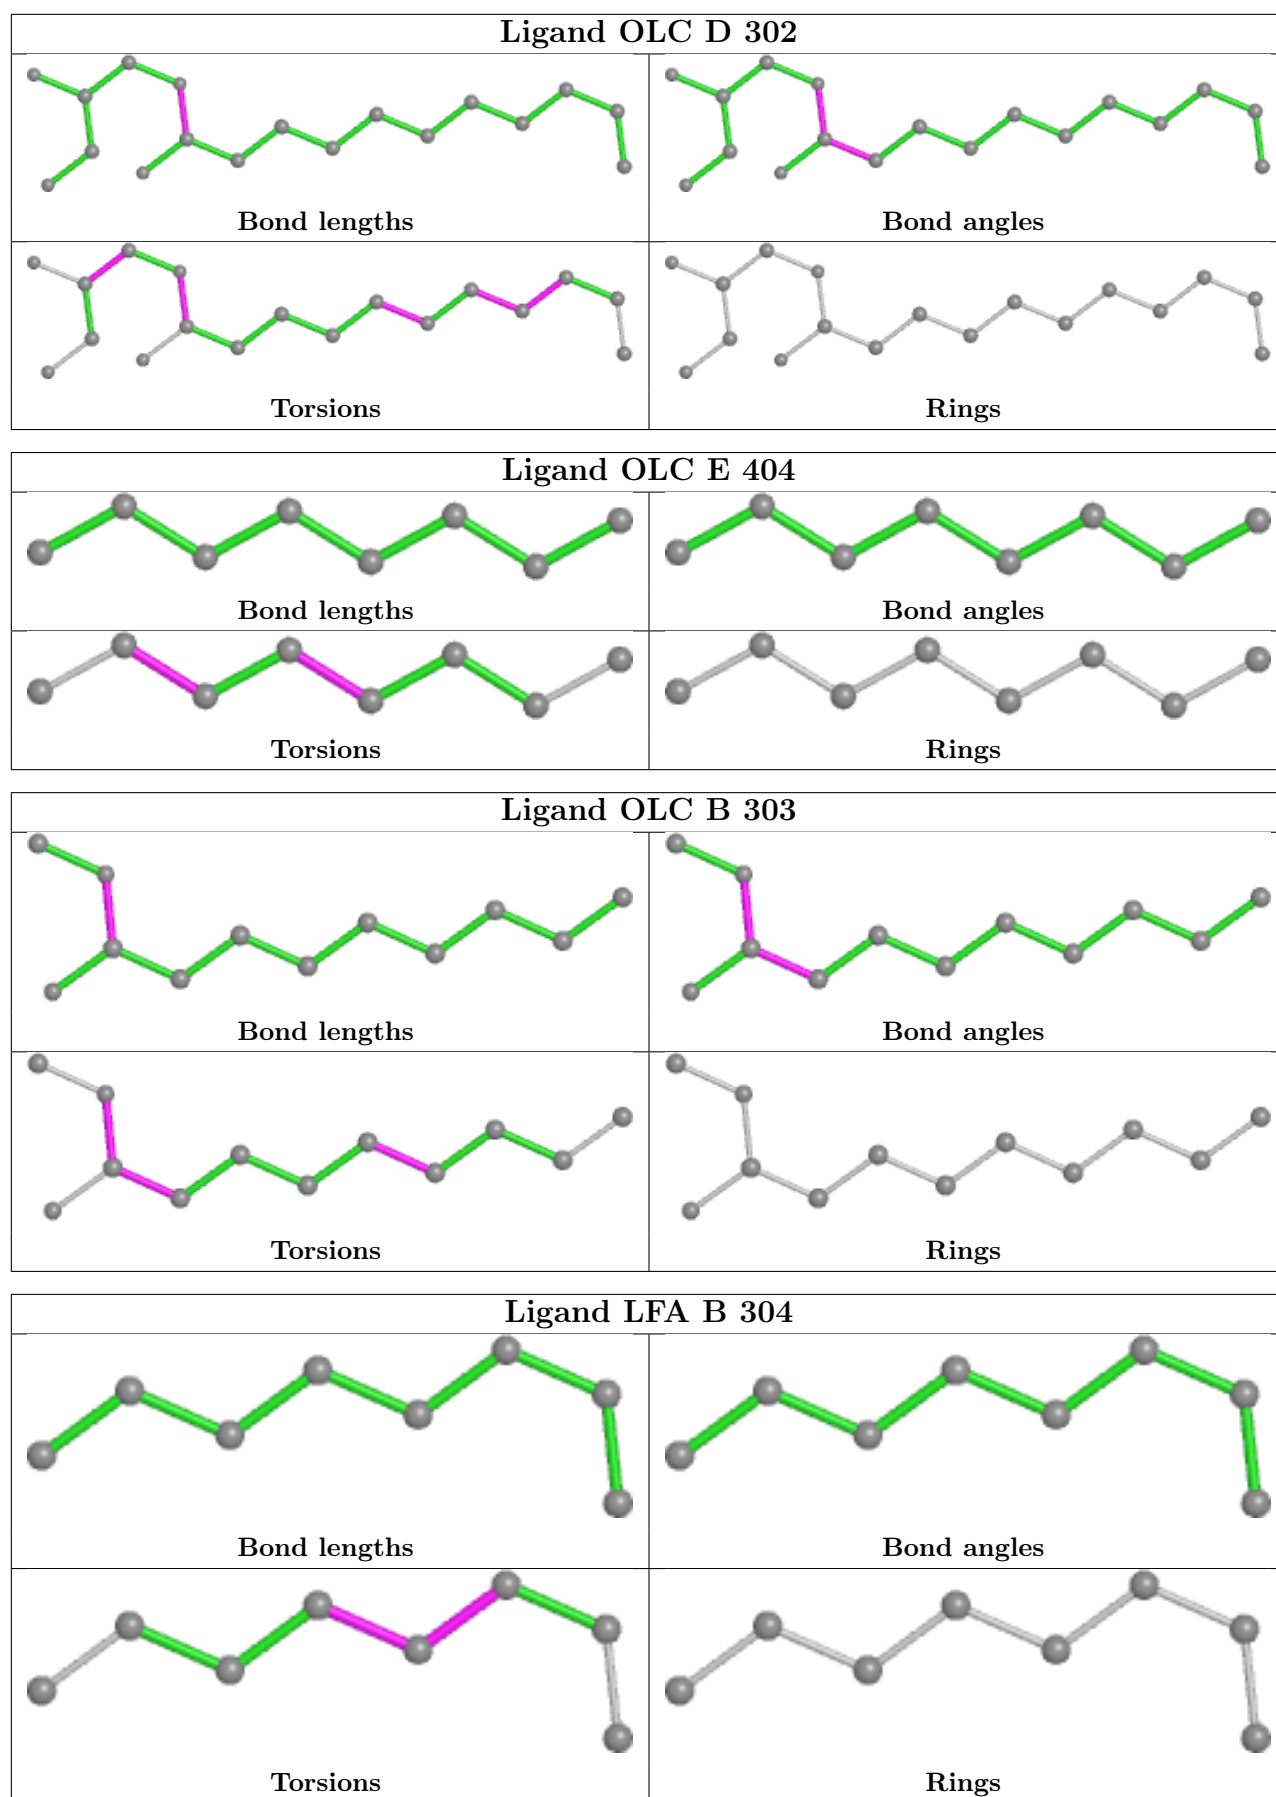 Ligand OLC D 302
Bond lengths
Bond angles
Torsions
Rings
Ligand OLC E 404
Bond lengths
Bond angles
Torsions
Rings
Ligand OLC B 303
Bond lengths
Bond angles
Torsions
Rings
Ligand LFA B 304
Bond lengths
Bond angles
Torsions
Rings